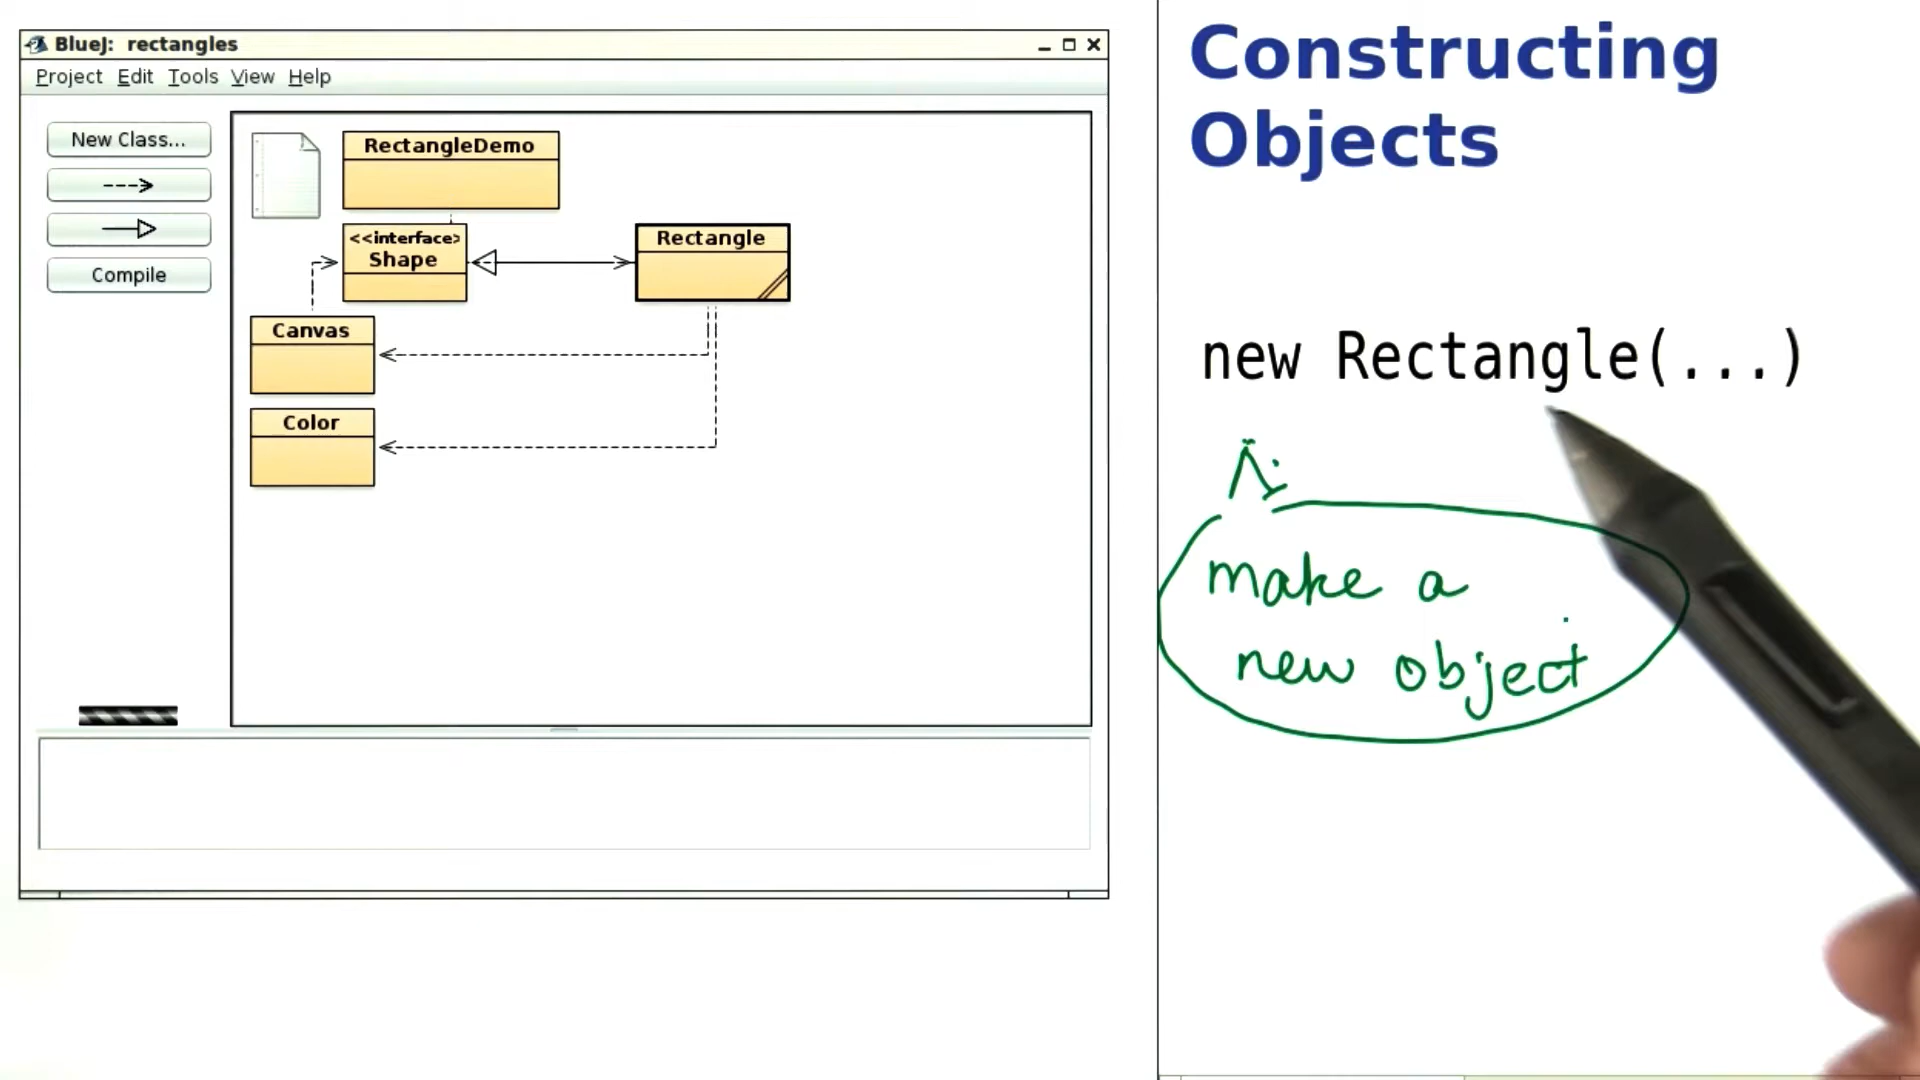 BlueJ: rectangles
Project Edit Tools View Help
New Class...
Compile
RectangleDemo
<<interface>
Shape
Rectangle
Canvas
Color
Constructing
Objects
new Rectangle(...)
make a
new object